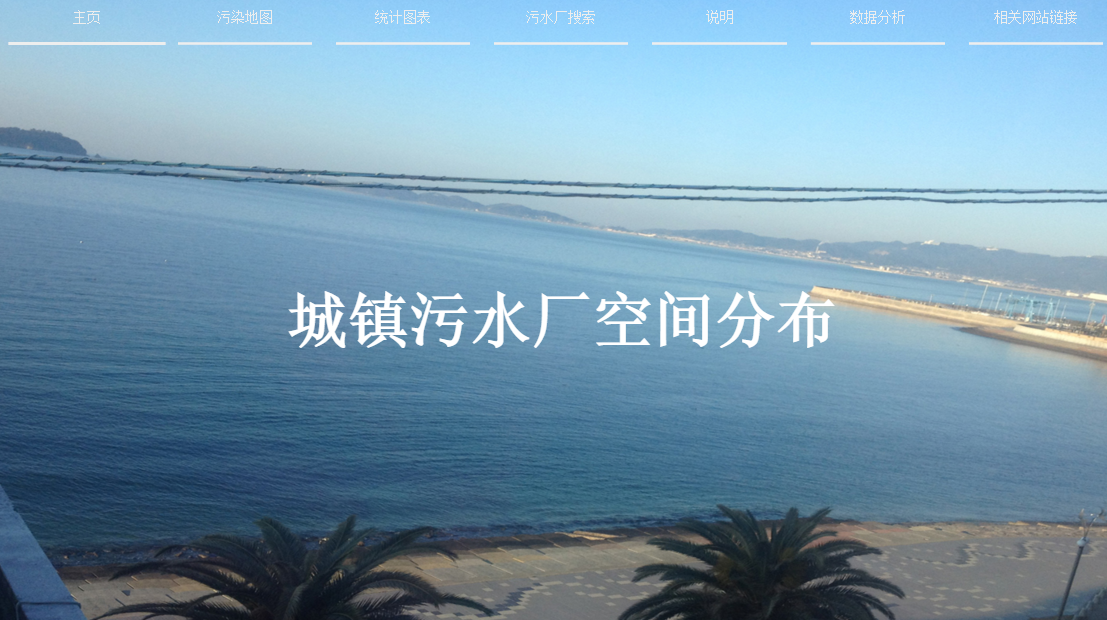 主页
污染地图
统计图表
污水厂搜索
说明
数据分析
相关网站链接
城镇污水厂空间分布